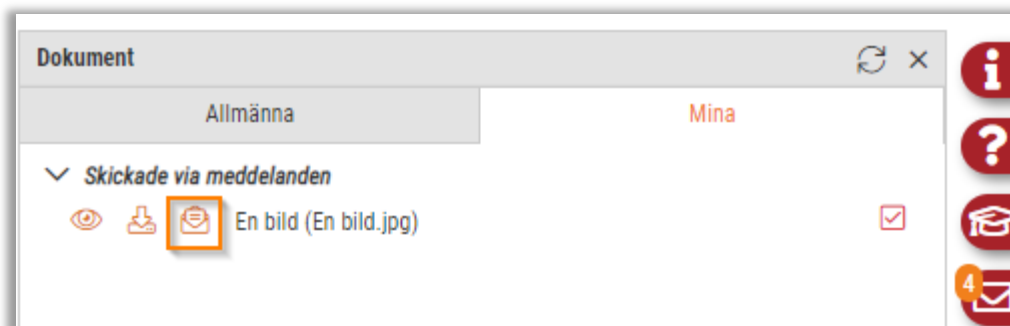 Dokument
Allmänna
Mina
Skickade via meddelanden
En bild (En bild.jpg)
4